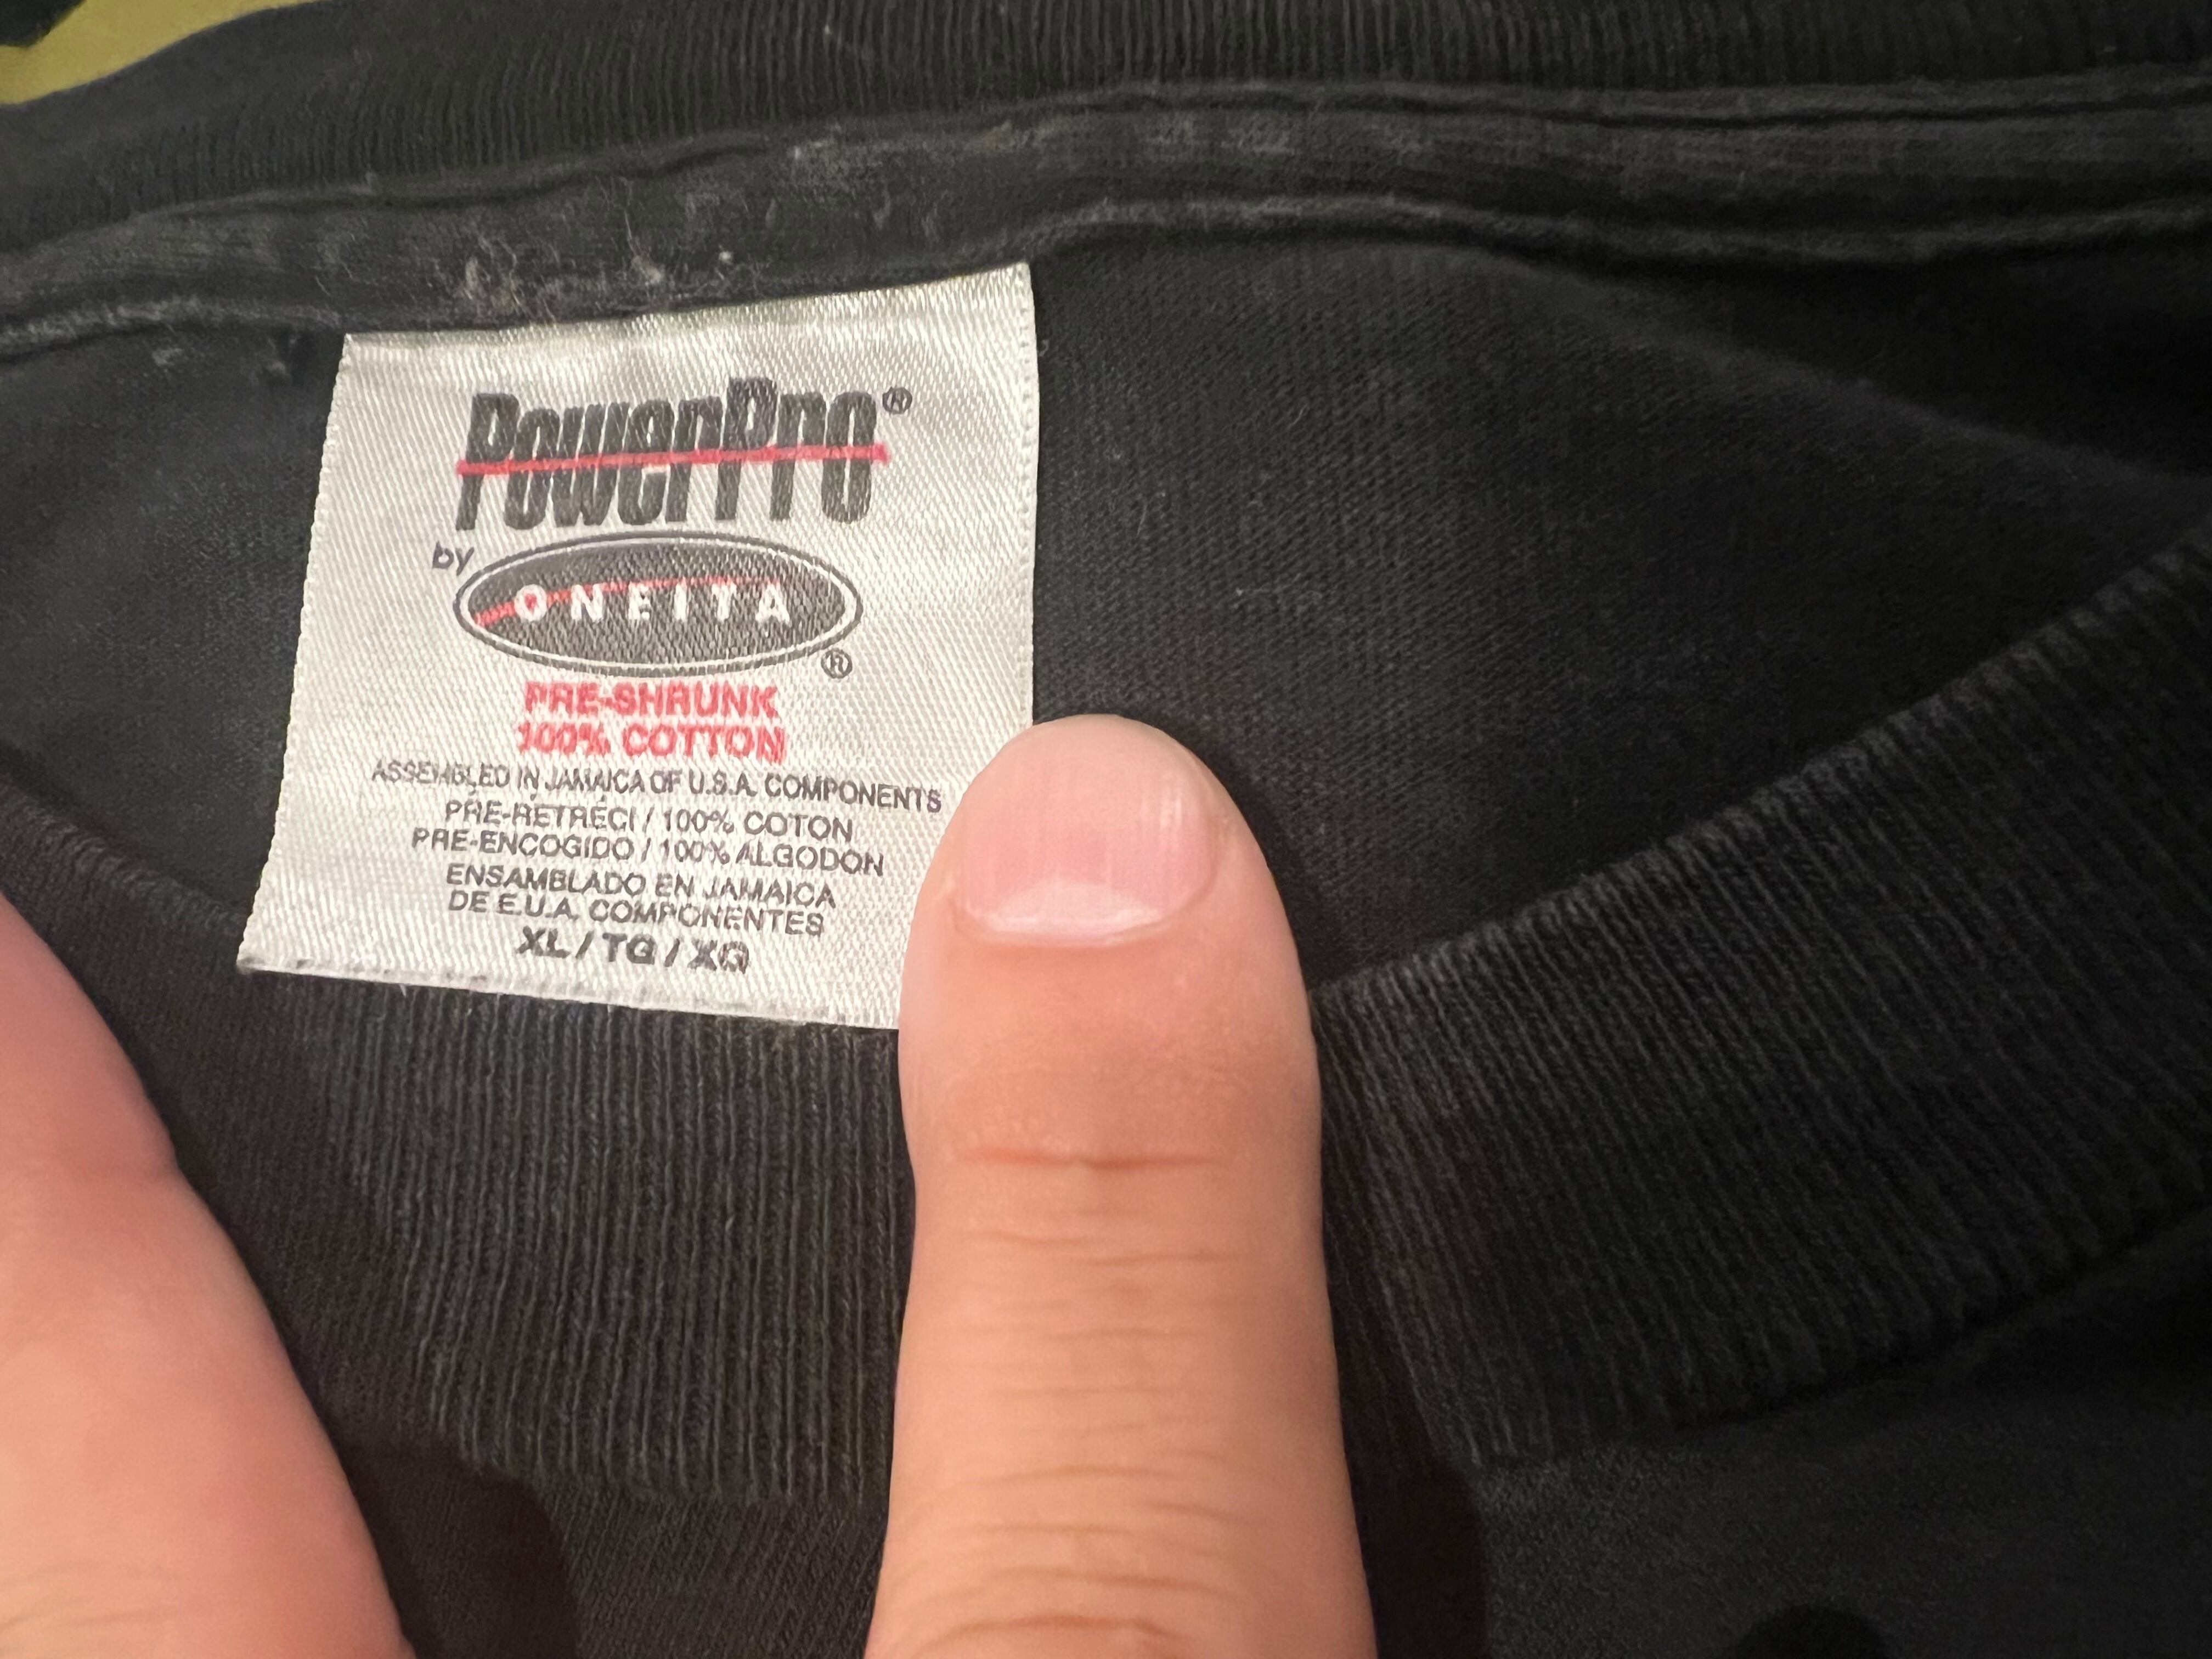 PowerPro®
by ONEITA®
PRE-SHRUNK
100% COTTON
ASSEMBLED IN JAMAICA OF U.S.A. COMPONENTS
PRE-RETRÉCI / 100% COTON
PRE-ENCOGIDO / 100% ALGODON
ENSAMBLADO EN JAMAICA
DE E.U.A. COMPONENTES
XL / TG / XG